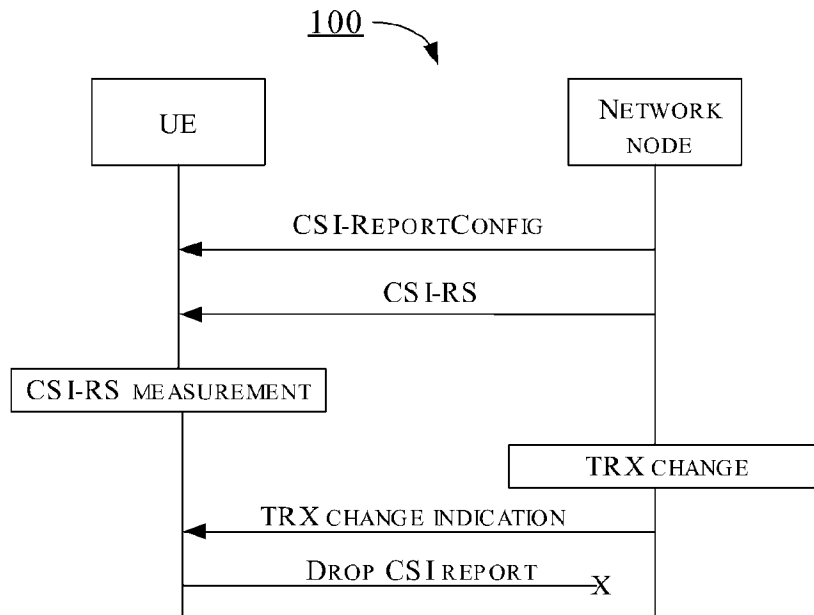 100
UE
NETWORK
NODE
CSI-REPORTCONFIG
CSI-RS
CSI-RS MEASUREMENT
TRX CHANGE
TRX CHANGE INDICATION
DROP CSI REPORT
X